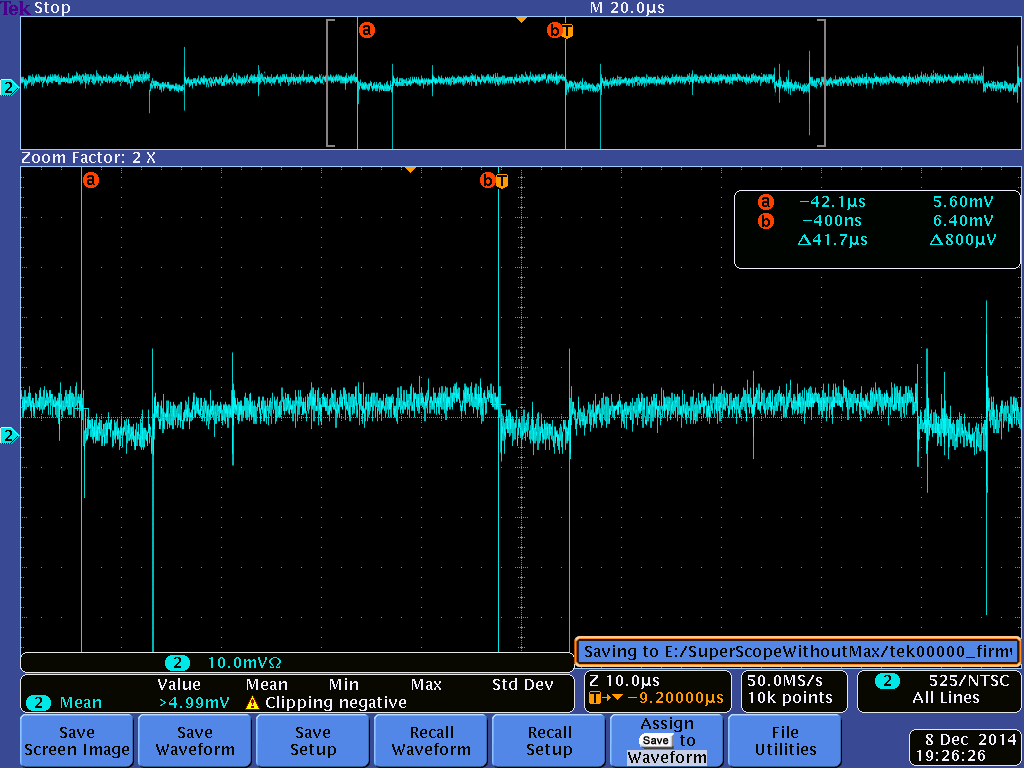 Tek Stop M 20.0µs
a b T
2
Zoom Factor: 2 X
a b T
a −42.1µs 5.60mV
b −400ns 6.40mV
Δ41.7µs Δ800µV
2
Saving to E:/SuperScopeWithoutMax/tek00000_firm
2 10.0mVΩ
Value Mean Min Max Std Dev
2 Mean >4.99mV Clipping negative
Z 10.0µs
T→▼−9.20000µs
50.0MS/s
10k points
2 525/NTSC
All Lines
Save
Screen Image
Save
Waveform
Save
Setup
Recall
Waveform
Recall
Setup
Assign
Save to
Waveform
File
Utilities
8 Dec 2014
19:26:26